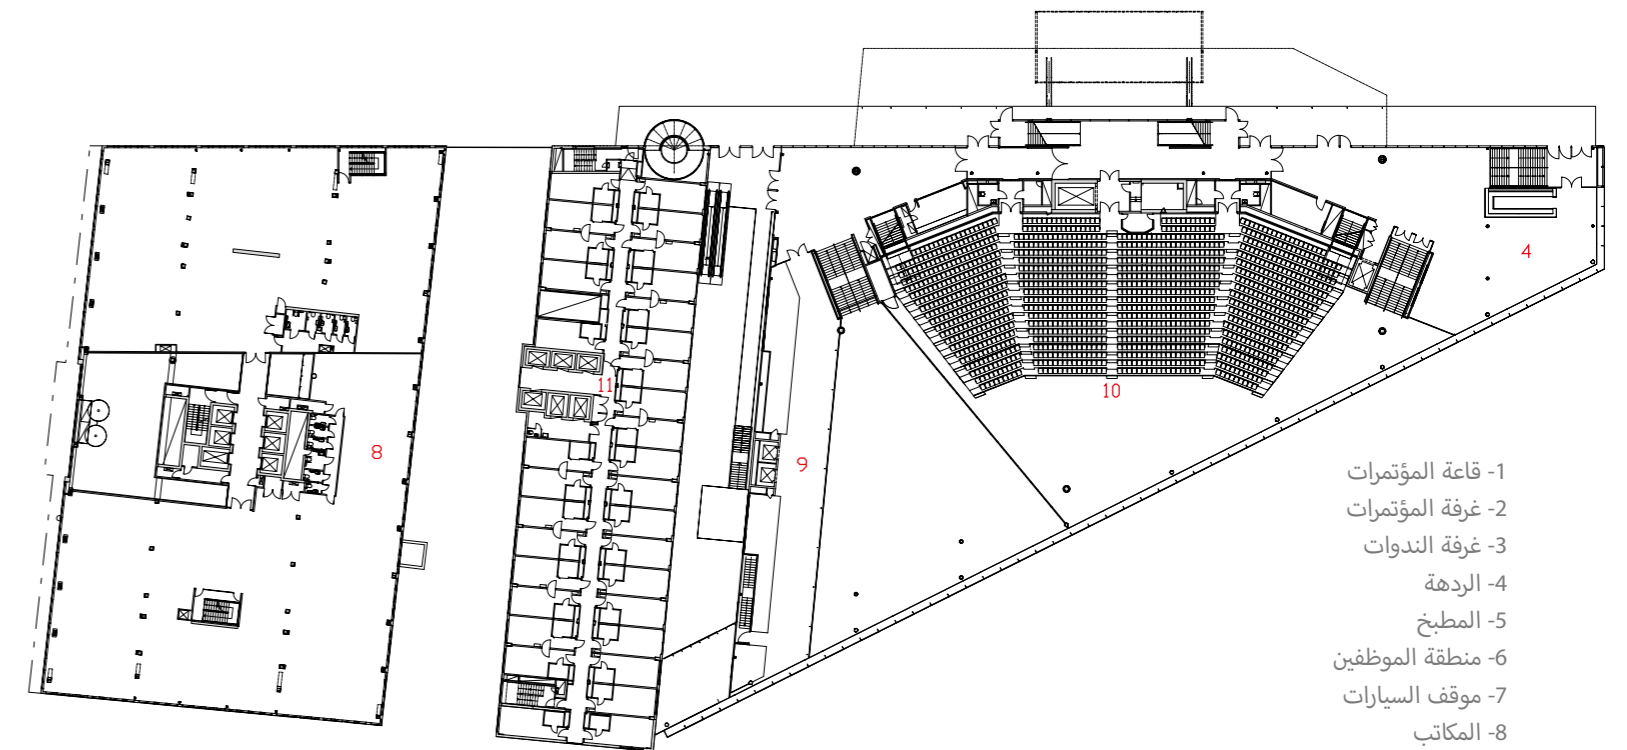 4
11
10
8
9
1- قاعة المؤتمرات
2- غرفة المؤتمرات
3- غرفة الندوات
4- الردهة
5- المطبخ
6- منطقة الموظفين
7- موقف السيارات
8- المكاتب